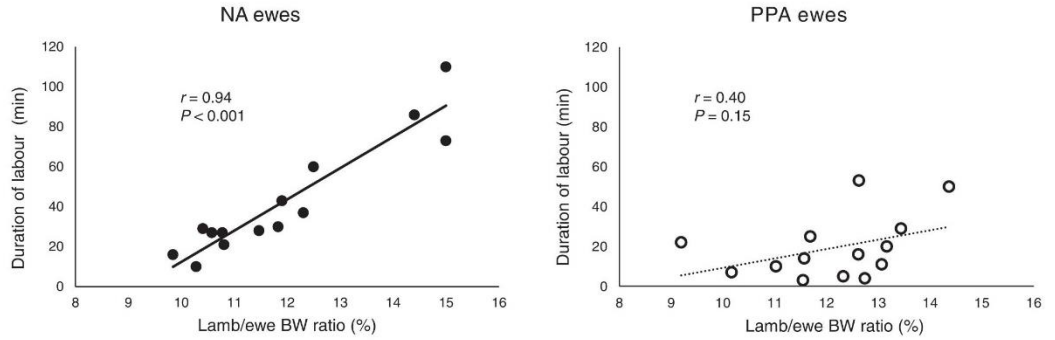 NA ewes
120
100
80
60
40
20
0
Duration of labour (min)
r = 0.94
P < 0.001
8 9 10 11 12 13 14 15 16
Lamb/ewe BW ratio (%)
PPA ewes
120
100
80
60
40
20
0
Duration of labour (min)
r = 0.40
P = 0.15
8 9 10 11 12 13 14 15 16
Lamb/ewe BW ratio (%)